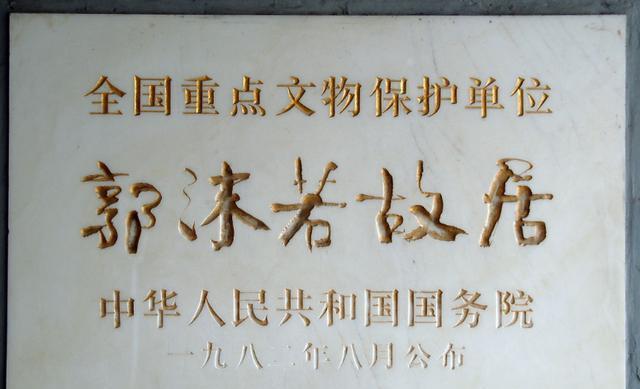 全国重点文物保护单位
郭沫若故居
中华人民共和国国务院
一九八二年八月公布